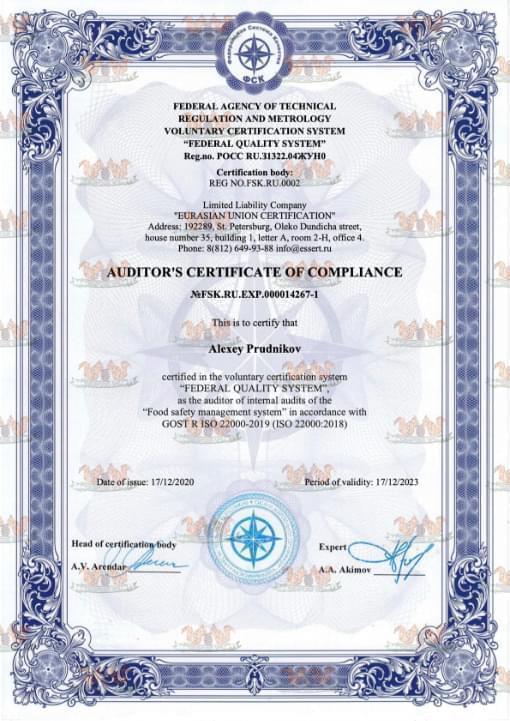 Федеральная Система Качества
ФСК
FEDERAL AGENCY OF TECHNICAL
REGULATION AND METROLOGY
VOLUNTARY CERTIFICATION SYSTEM
“FEDERAL QUALITY SYSTEM”
Reg.no. РОСС RU.31322.04ЖУН0
Certification body:
REG NO.FSK.RU.0002
Limited Liability Company
"EURASIAN UNION CERTIFICATION"
Address: 192289, St. Petersburg, Oleko Dundicha street,
house number 35, building 1, letter A, room 2-H, office 4.
Phone: 8(812) 649-93-88 info@essert.ru
AUDITOR'S CERTIFICATE OF COMPLIANCE
№FSK.RU.EXP.000014267-1
This is to certify that
Alexey Prudnikov
certified in the voluntary certification system
“FEDERAL QUALITY SYSTEM”,
as the auditor of internal audits of the
“Food safety management system” in accordance with
GOST R ISO 22000-2019 (ISO 22000:2018)
Date of issue: 17/12/2020 Period of validity: 17/12/2023
Head of certification body Expert
A.V. Arendar A.A. Akimov
ФСК